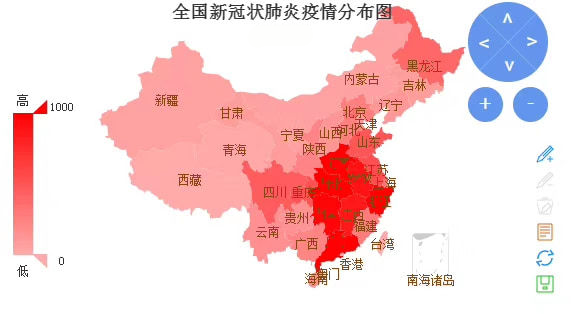 全国新冠状肺炎疫情分布图
高
1000
低
0
黑龙江
内蒙古
吉林
新疆
辽宁
甘肃
北京
天津
宁夏
山西
河北
山东
青海
陕西
江苏
西藏
上海
四川
重庆
贵州
福建
云南
广西
台湾
香港
澳门
海南
南海诸岛